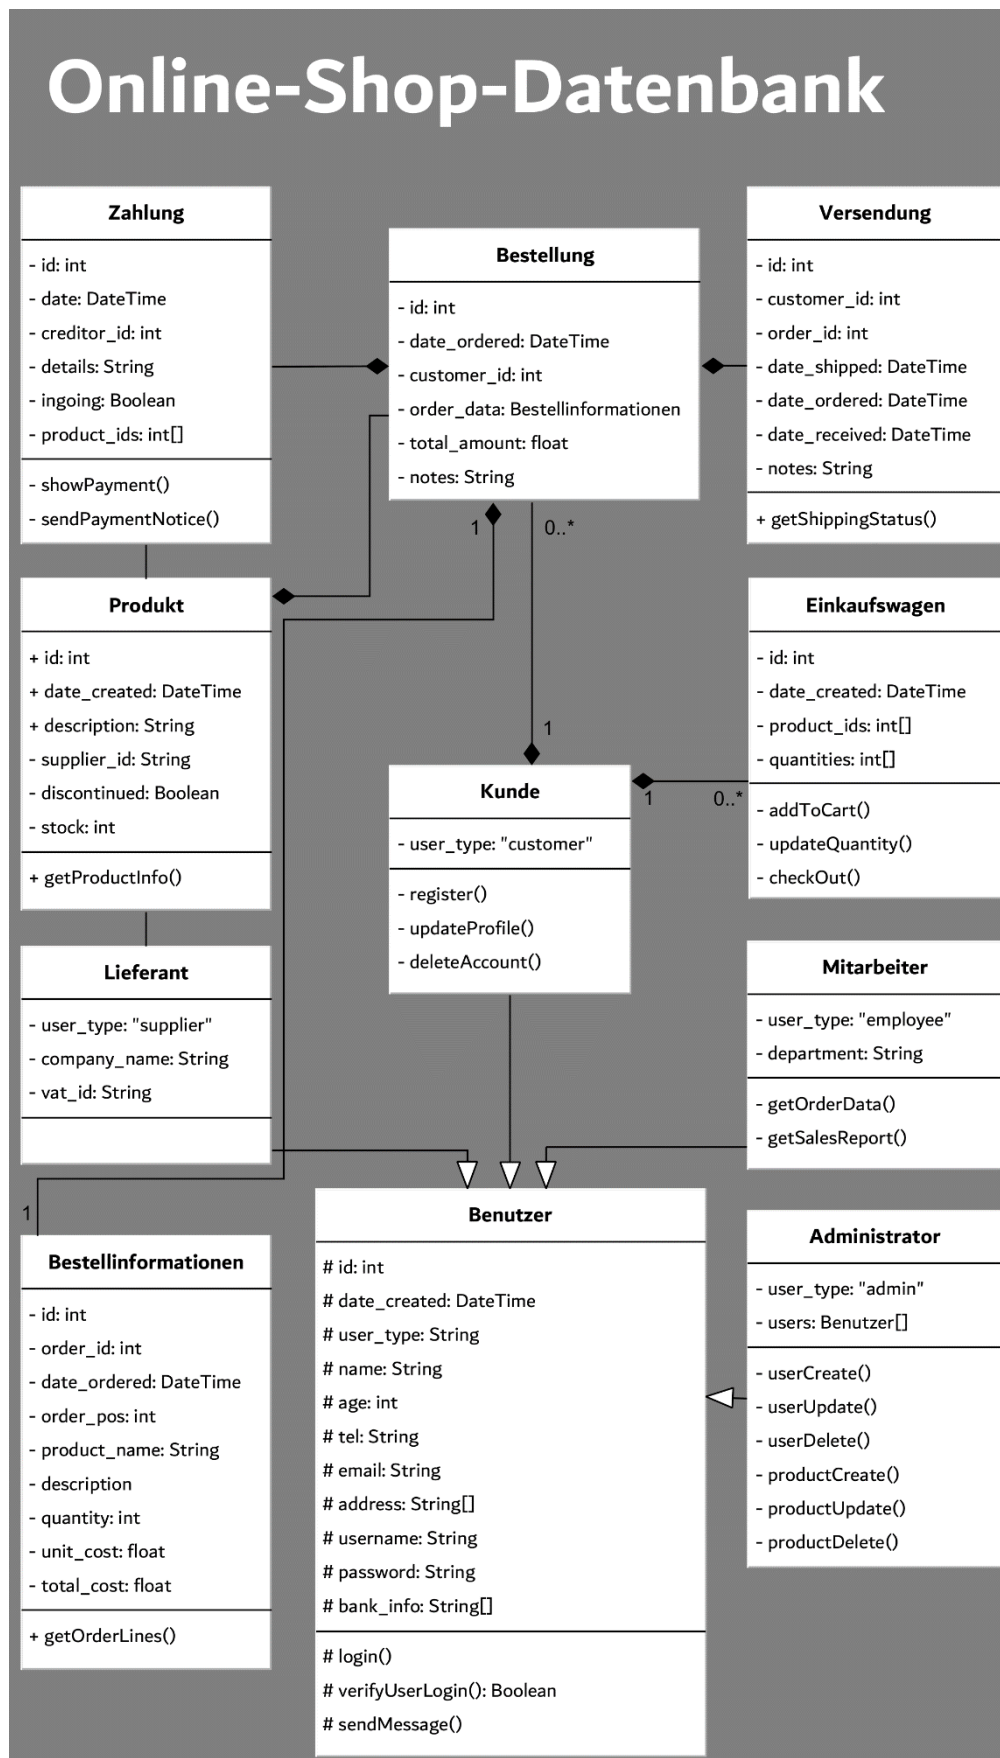 Online-Shop-Datenbank
Zahlung
- id: int
- date: DateTime
- creditor_id: int
- details: String
- ingoing: Boolean
- product_ids: int[]
- showPayment()
- sendPaymentNotice()
Bestellung
- id: int
- date_ordered: DateTime
- customer_id: int
- order_data: Bestellinformationen
- total_amount: float
- notes: String
Versendung
- id: int
- customer_id: int
- order_id: int
- date_shipped: DateTime
- date_ordered: DateTime
- date_received: DateTime
- notes: String
+ getShippingStatus()
1
0..*
Produkt
+ id: int
+ date_created: DateTime
+ description: String
- supplier_id: String
- discontinued: Boolean
- stock: int
+ getProductInfo()
Einkaufswagen
- id: int
- date_created: DateTime
- product_ids: int[]
- quantities: int[]
- addToCart()
- updateQuantity()
- checkOut()
1
Kunde
- user_type: "customer"
- register()
- updateProfile()
- deleteAccount()
1
0..*
Lieferant
- user_type: "supplier"
- company_name: String
- vat_id: String
Mitarbeiter
- user_type: "employee"
- department: String
- getOrderData()
- getSalesReport()
1
Bestellinformationen
- id: int
- order_id: int
- date_ordered: DateTime
- order_pos: int
- product_name: String
- description
- quantity: int
- unit_cost: float
- total_cost: float
+ getOrderLines()
Benutzer
# id: int
# date_created: DateTime
# user_type: String
# name: String
# age: int
# tel: String
# email: String
# address: String[]
# username: String
# password: String
# bank_info: String[]
# login()
# verifyUserLogin(): Boolean
# sendMessage()
Administrator
- user_type: "admin"
- users: Benutzer[]
- userCreate()
- userUpdate()
- userDelete()
- productCreate()
- productUpdate()
- productDelete()